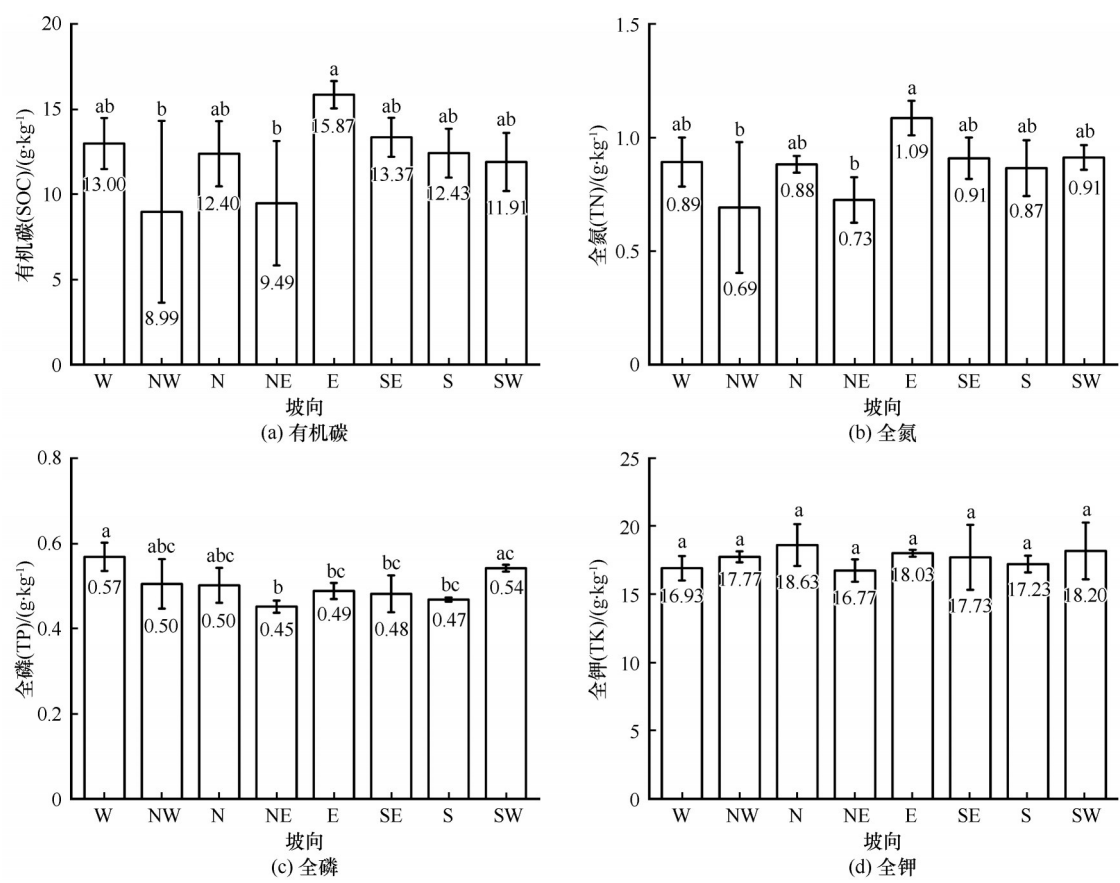 有机碳(SOC)/(g·kg⁻¹)
20
15
10
5
0
ab b ab b a ab ab ab
13.00 8.99 12.40 9.49 15.87 13.37 12.43 11.91
W NW N NE E SE S SW
坡向
(a) 有机碳
全氮(TN)/(g·kg⁻¹)
1.5
1.0
0.5
0
ab b ab b a ab ab ab
0.89 0.69 0.88 0.73 1.09 0.91 0.87 0.91
W NW N NE E SE S SW
坡向
(b) 全氮
全磷(TP)/(g·kg⁻¹)
0.8
0.6
0.4
0.2
0
a abc abc b bc bc bc ac
0.57 0.50 0.50 0.45 0.49 0.48 0.47 0.54
W NW N NE E SE S SW
坡向
(c) 全磷
全钾(TK)/(g·kg⁻¹)
25
20
15
10
5
0
a a a a a a a a
16.93 17.77 18.63 16.77 18.03 17.73 17.23 18.20
W NW N NE E SE S SW
坡向
(d) 全钾